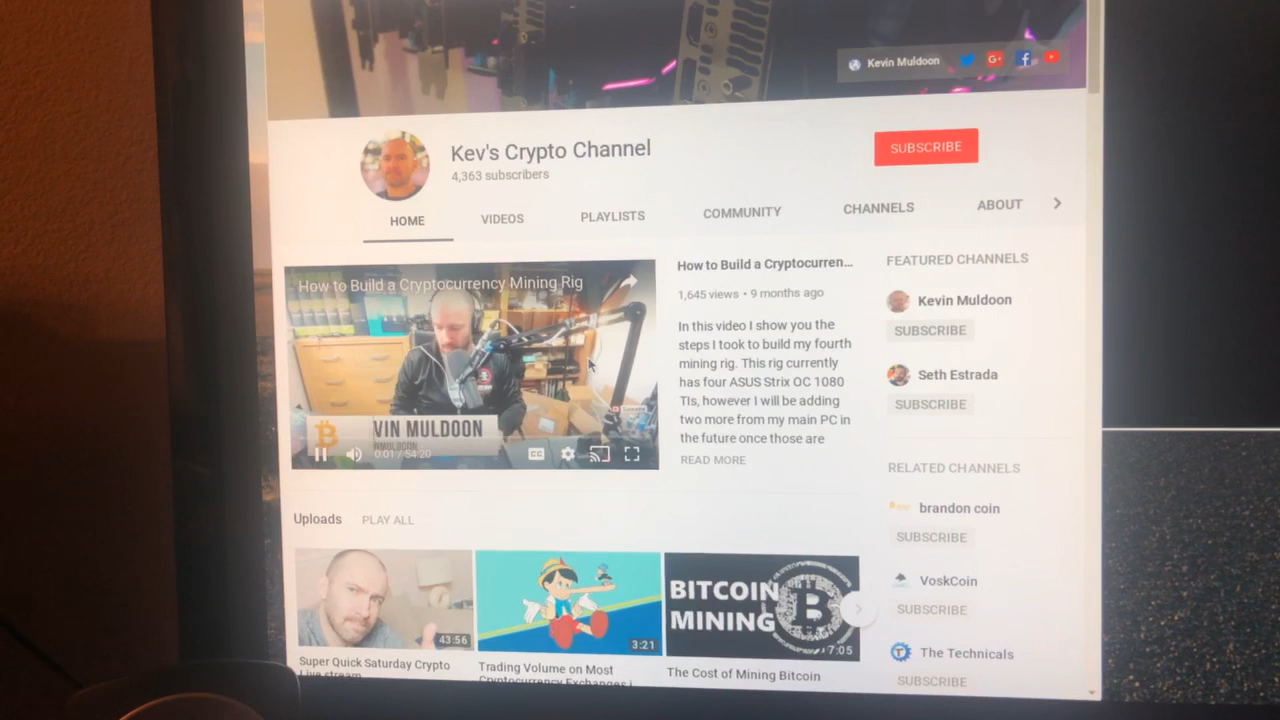 Kevin Muldoon
Kev's Crypto Channel
4,363 subscribers
SUBSCRIBE
HOME
VIDEOS
PLAYLISTS
COMMUNITY
CHANNELS
ABOUT
How to Build a Cryptocurrency Mining Rig
VIN MULDOON
0:01 / 54:20
CC
How to Build a Cryptocurren...
1,645 views • 9 months ago
In this video I show you the
steps I took to build my fourth
mining rig. This rig currently
has four ASUS Strix OC 1080
TIs, however I will be adding
two more from my main PC in
the future once those are
READ MORE
FEATURED CHANNELS
Kevin Muldoon
SUBSCRIBE
Seth Estrada
SUBSCRIBE
RELATED CHANNELS
brandon coin
SUBSCRIBE
VoskCoin
SUBSCRIBE
The Technicals
SUBSCRIBE
Uploads
PLAY ALL
43:56
Super Quick Saturday Crypto
Live stream
3:21
Trading Volume on Most
Cryptocurrency Exchanges i
BITCOIN
MINING
7:05
The Cost of Mining Bitcoin